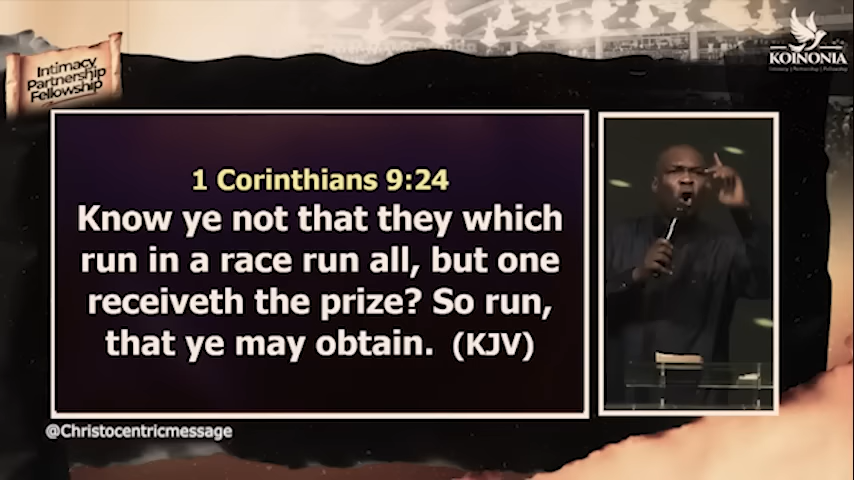 Intimacy
Partnership
Fellowship
KOINONIA
1 Corinthians 9:24
Know ye not that they which
run in a race run all, but one
receiveth the prize? So run,
that ye may obtain. (KJV)
@Christocentricmessage